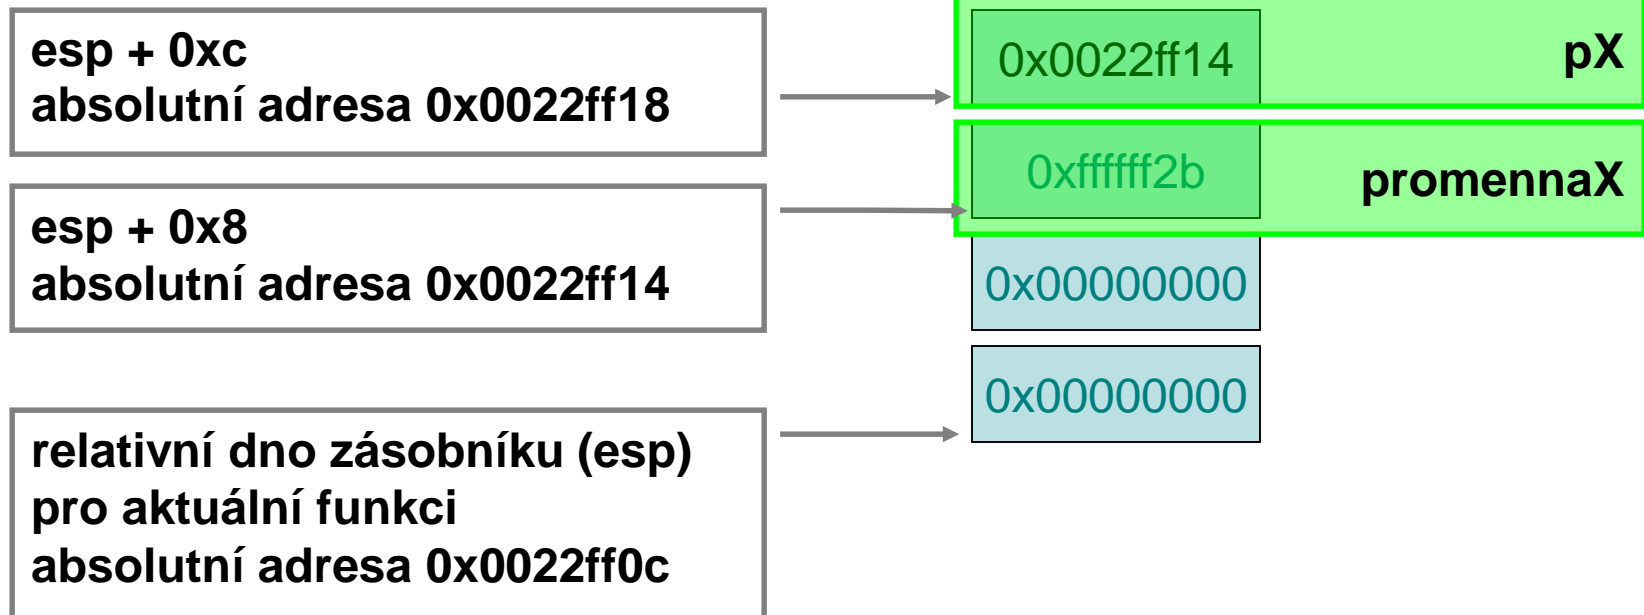 esp + 0xc
absolutní adresa 0x0022ff18
0x0022ff14
pX
esp + 0x8
absolutní adresa 0x0022ff14
0xffffff2b
promennaX
0x00000000
0x00000000
relativní dno zásobníku (esp)
pro aktuální funkci
absolutní adresa 0x0022ff0c